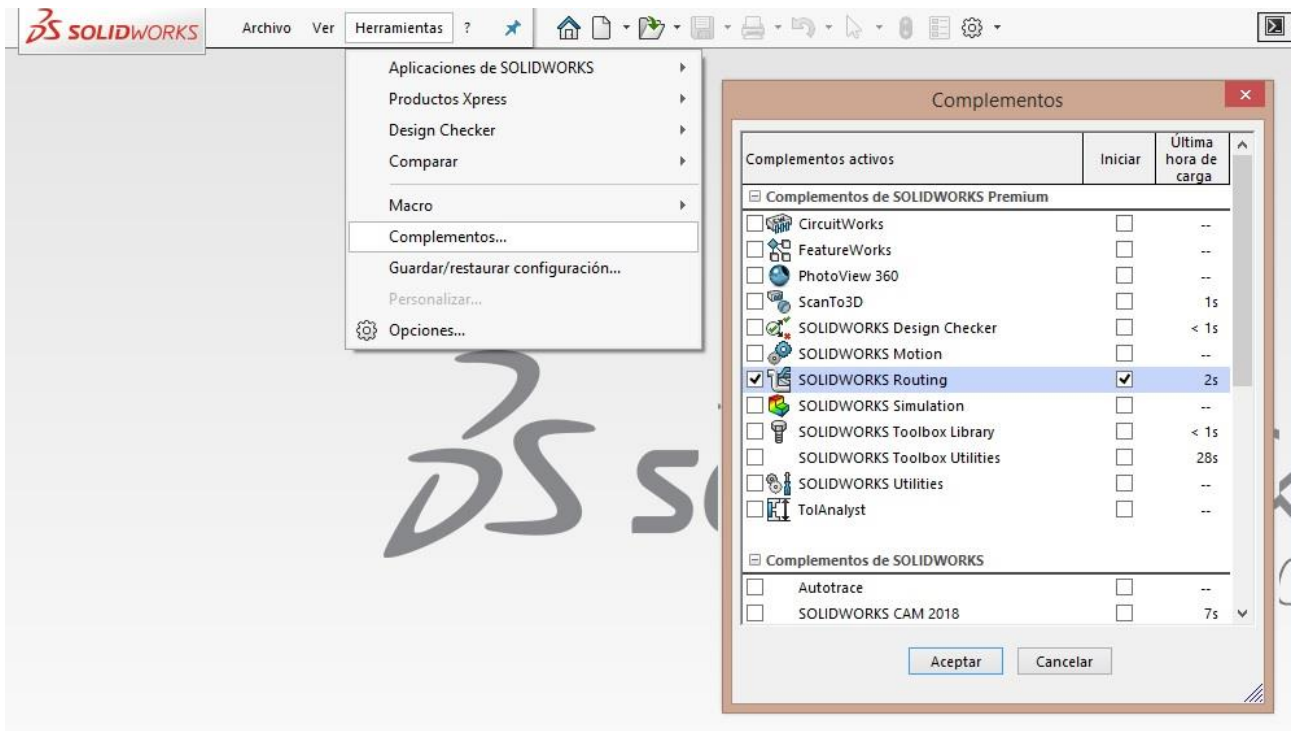 SOLIDWORKS Archivo Ver Herramientas ?
Aplicaciones de SOLIDWORKS
Productos Xpress
Design Checker
Comparar
Macro
Complementos...
Guardar/restaurar configuración...
Personalizar...
Opciones...
Complementos
Complementos activos Iniciar Última hora de carga
Complementos de SOLIDWORKS Premium
CircuitWorks --
FeatureWorks --
PhotoView 360 --
ScanTo3D 1s
SOLIDWORKS Design Checker < 1s
SOLIDWORKS Motion --
SOLIDWORKS Routing 2s
SOLIDWORKS Simulation --
SOLIDWORKS Toolbox Library < 1s
SOLIDWORKS Toolbox Utilities 28s
SOLIDWORKS Utilities --
TolAnalyst --
Complementos de SOLIDWORKS
Autotrace --
SOLIDWORKS CAM 2018 7s
Aceptar Cancelar